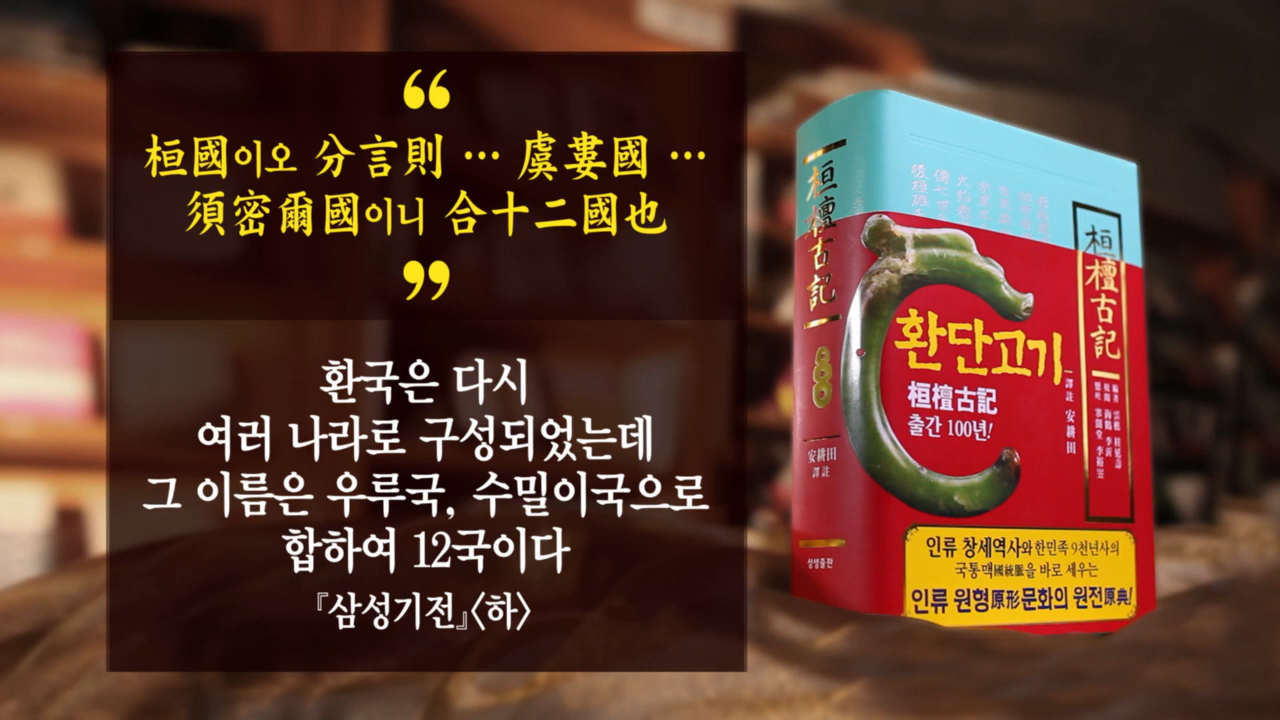 “
桓國이오 分言則 … 虞婁國 …
須密爾國이니 合十二國也
”
환국은 다시
여러 나라로 구성되었는데
그 이름은 우루국, 수밀이국으로
합하여 12국이다
『삼성기전』〈하〉
桓檀古記
安耕田
譯註
상생출판
환단고기
桓檀古記
출간 100년!
桓檀古記
譯註 安耕田
인류 창세역사와 한민족 9천년사의
국통맥國統脈을 바로 세우는
인류 원형原形 문화의 원전原典!